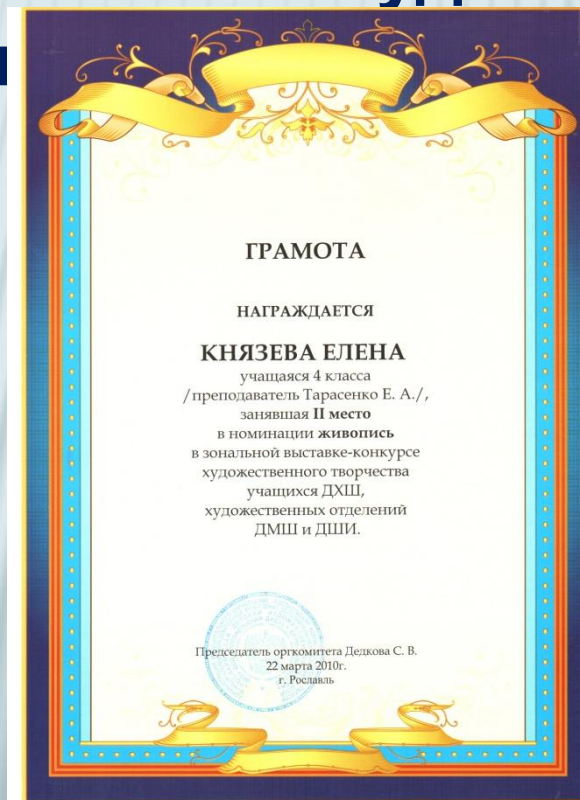 ГРАМОТА
НАГРАЖДАЕТСЯ
КНЯЗЕВА ЕЛЕНА
учащаяся 4 класса
/преподаватель Тарасенко Е. А./,
занявшая II место
в номинации живопись
в зональной выставке-конкурсе
художественного творчества
учащихся ДХШ,
художественных отделений
ДМШ и ДШИ.
Председатель оргкомитета Дедкова С. В.
22 марта 2010г.
г. Рославль